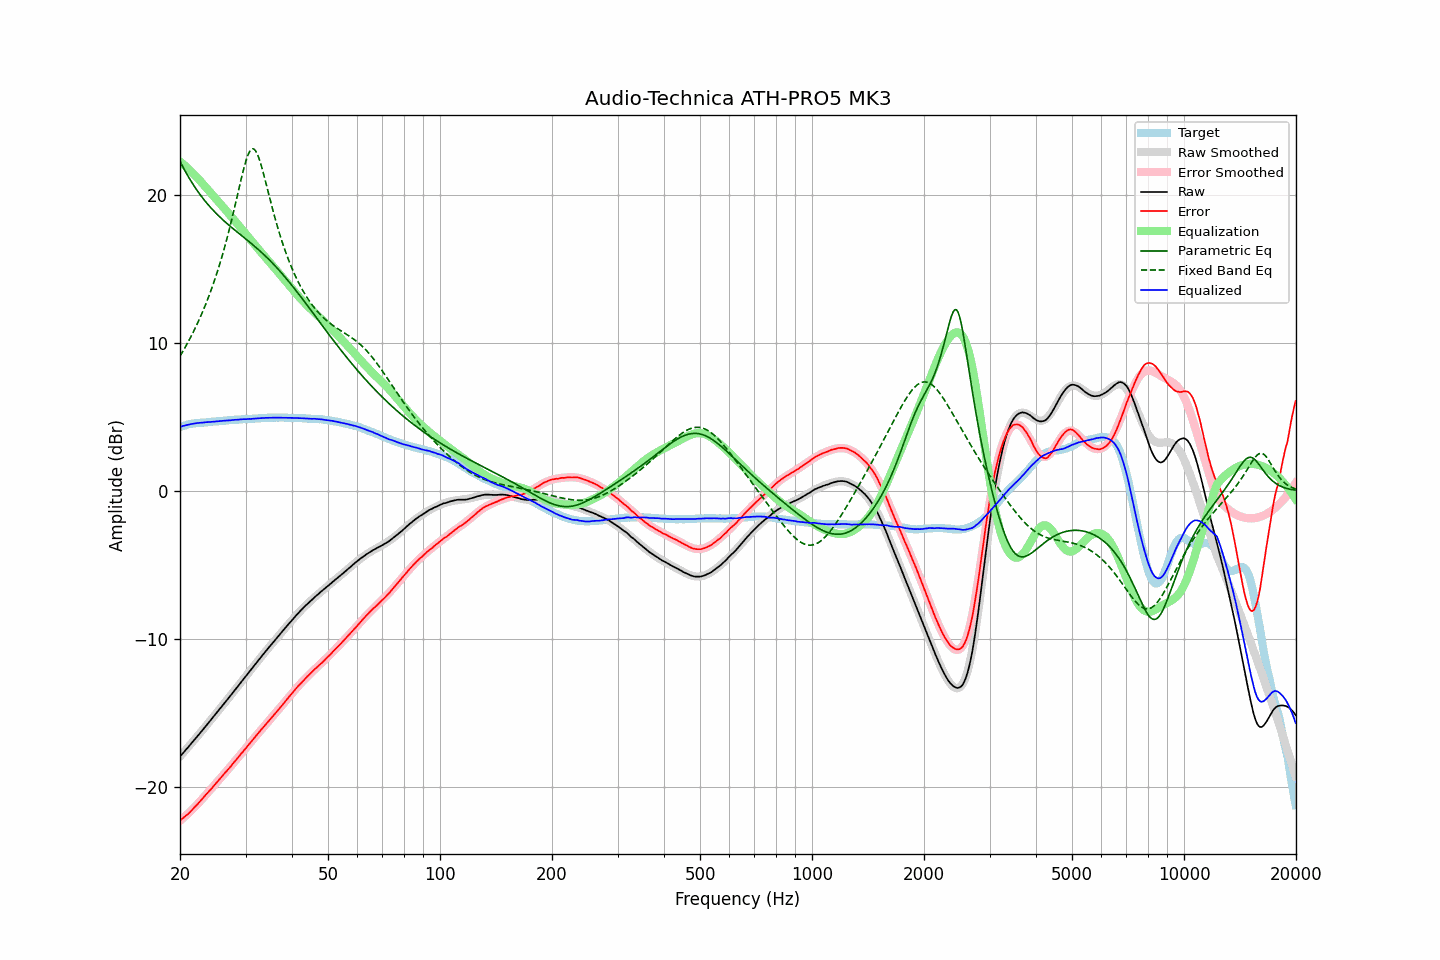 Audio-Technica ATH-PRO5 MK3
Target
Raw Smoothed
Error Smoothed
Raw
Error
Equalization
Parametric Eq
Fixed Band Eq
Equalized
Amplitude (dBr)
20
10
0
−10
−20
20 50 100 200 500 1000 2000 5000 10000 20000
Frequency (Hz)